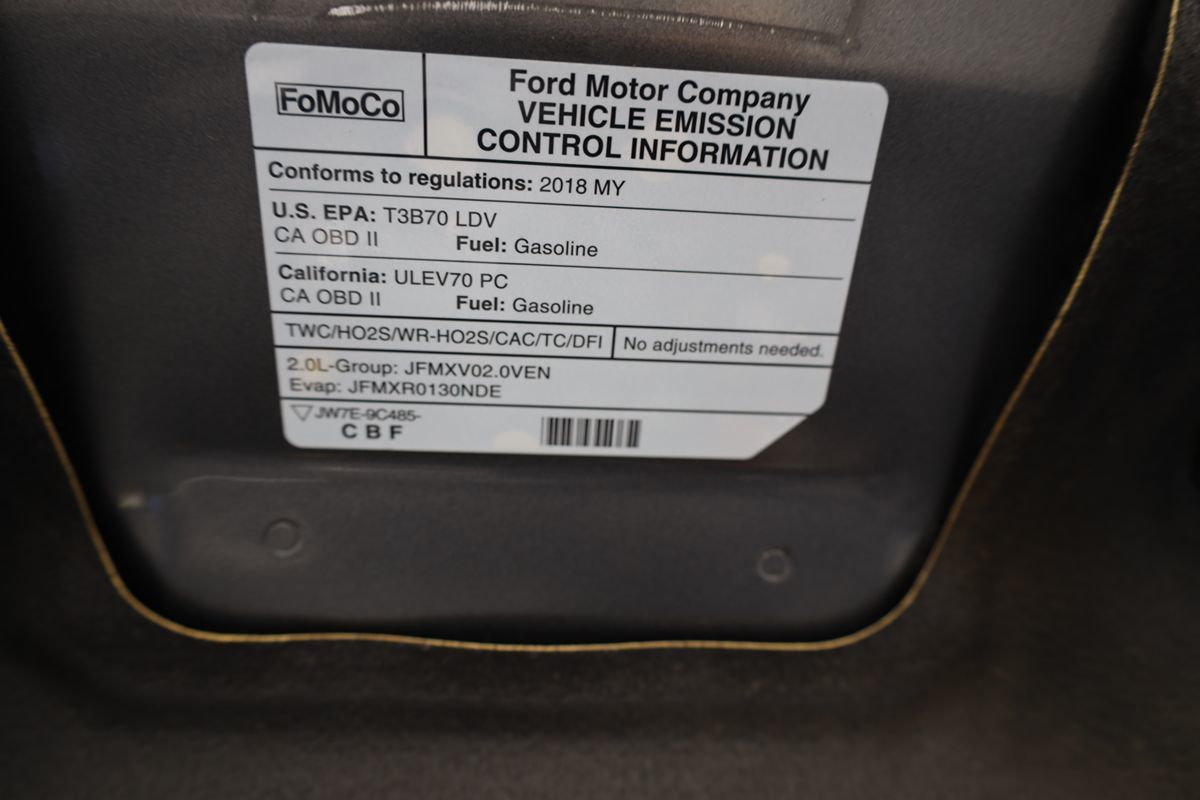 FoMoCo
Ford Motor Company
VEHICLE EMISSION
CONTROL INFORMATION
Conforms to regulations: 2018 MY
U.S. EPA: T3B70 LDV
CA OBD II Fuel: Gasoline
California: ULEV70 PC
CA OBD II Fuel: Gasoline
TWC/HO2S/WR-HO2S/CAC/TC/DFI No adjustments needed.
2.0L-Group: JFMXV02.0VEN
Evap: JFMXR0130NDE
JW7E-9C485-
C B F